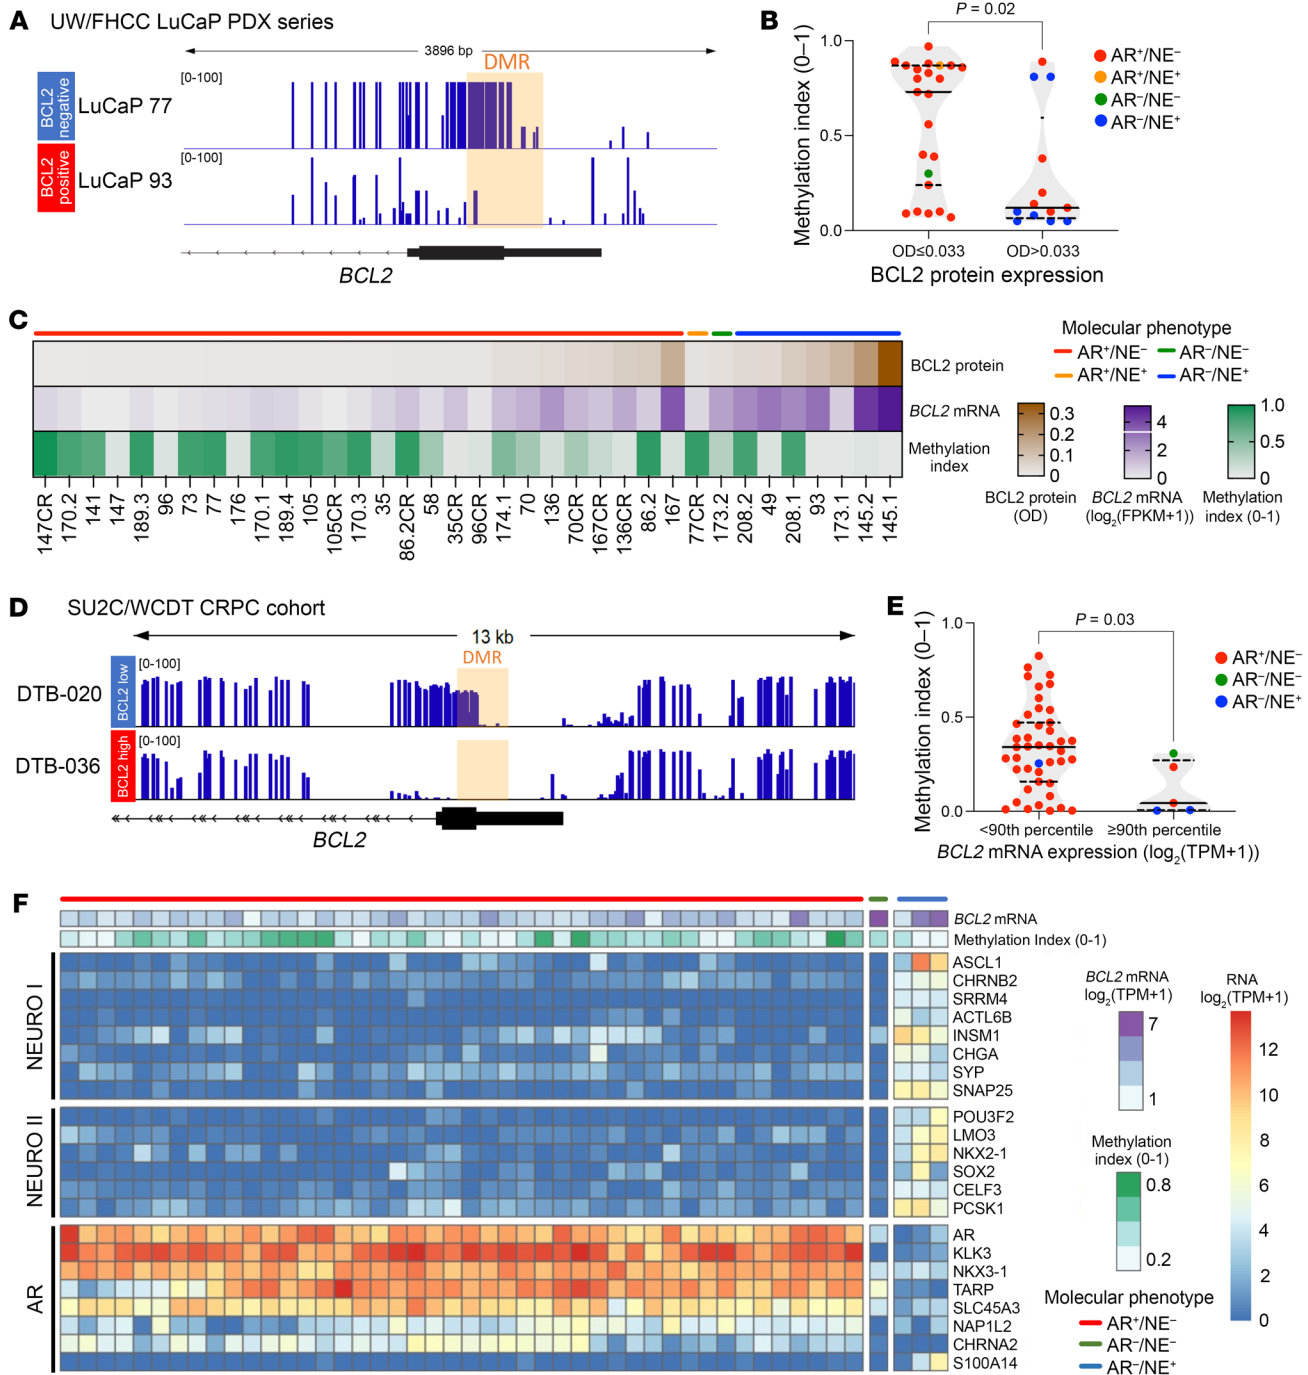 A
UW/FHCC LuCaP PDX series
3896 bp
DMR
BCL2 negative
LuCaP 77
[0-100]
BCL2 positive
LuCaP 93
[0-100]
BCL2
B
P = 0.02
Methylation index (0–1)
1.0
0.5
0.0
OD≤0.033
OD>0.033
BCL2 protein expression
AR+/NE−
AR+/NE+
AR−/NE−
AR−/NE+
C
BCL2 protein
BCL2 mRNA
Methylation
index
147CR
170.2
141
147
189.3
96
73
77
176
170.1
189.4
105
105CR
170.3
35
86.2CR
58
35CR
96CR
174.1
70
136
70CR
167CR
136CR
86.2
167
77CR
173.2
208.2
49
208.1
93
173.1
145.2
145.1
Molecular phenotype
AR+/NE−
AR−/NE−
AR+/NE+
AR−/NE+
0.3
0.2
0.1
0
BCL2 protein
(OD)
4
2
0
BCL2 mRNA
(log2(FPKM+1))
1.0
0.5
0
Methylation
index (0-1)
D
SU2C/WCDT CRPC cohort
13 kb
DMR
DTB-020
BCL2 low
[0-100]
DTB-036
BCL2 high
[0-100]
BCL2
E
P = 0.03
Methylation index (0–1)
1.0
0.5
0.0
<90th percentile
≥90th percentile
BCL2 mRNA expression (log2(TPM+1))
AR+/NE−
AR−/NE−
AR−/NE+
F
BCL2 mRNA
Methylation Index (0-1)
NEURO I
ASCL1
CHRNB2
SRRM4
ACTL6B
INSM1
CHGA
SYP
SNAP25
NEURO II
POU3F2
LMO3
NKX2-1
SOX2
CELF3
PCSK1
AR
AR
KLK3
NKX3-1
TARP
SLC45A3
NAP1L2
CHRNA2
S100A14
BCL2 mRNA
log2(TPM+1)
7
1
Methylation
index (0-1)
0.8
0.2
RNA
log2(TPM+1)
12
10
8
6
4
2
0
Molecular phenotype
AR+/NE−
AR−/NE−
AR−/NE+